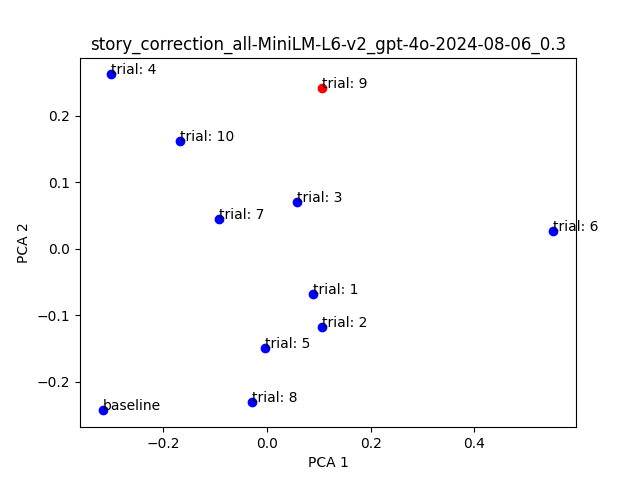 story_correction_all-MiniLM-L6-v2_gpt-4o-2024-08-06_0.3
trial: 4
trial: 9
0.2
trial: 10
0.1
trial: 3
trial: 7
trial: 6
0.0
PCA 2
trial: 1
−0.1
trial: 2
trial: 5
−0.2
trial: 8
baseline
−0.2 0.0 0.2 0.4
PCA 1